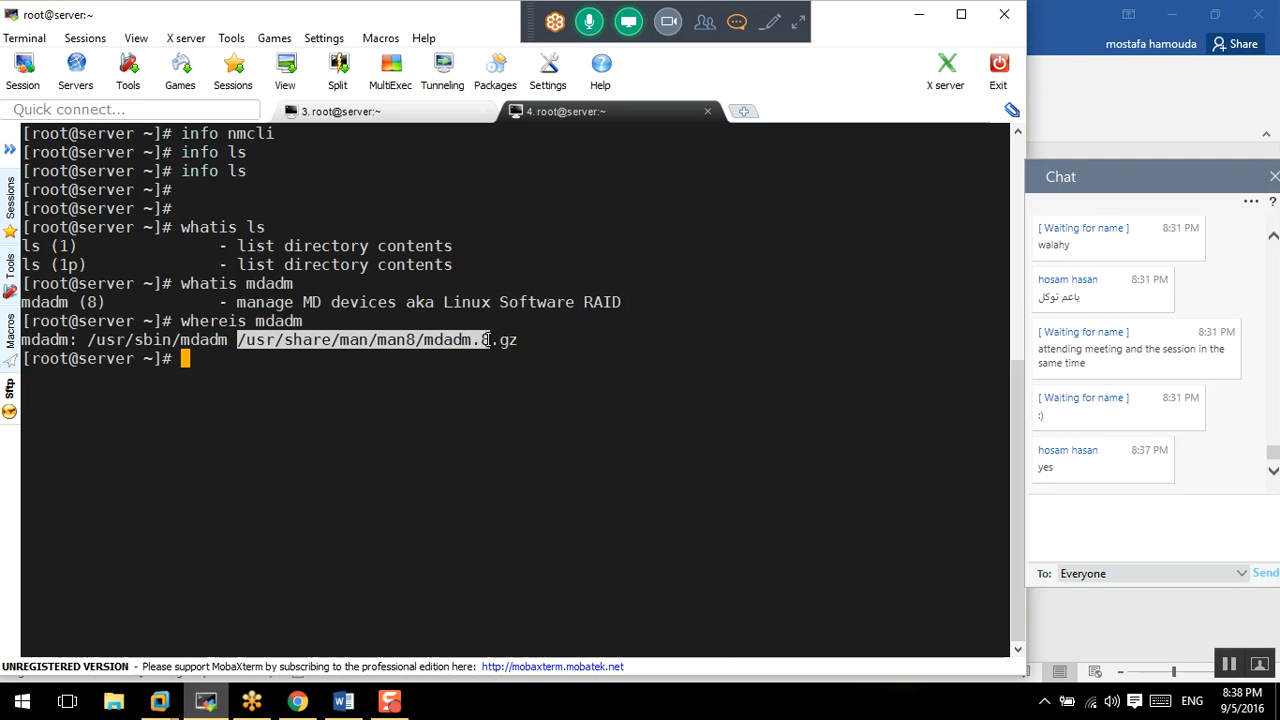 root@server:~
Terminal Sessions View X server Tools Games Settings Macros Help
Session Servers Tools Games Sessions View Split MultiExec Tunneling Packages Settings Help X server Exit
Quick connect...
3. root@server:~
4. root@server:~
[root@server ~]# info nmcli
[root@server ~]# info ls
[root@server ~]# info ls
[root@server ~]#
[root@server ~]#
[root@server ~]# whatis ls
ls (1) - list directory contents
ls (1p) - list directory contents
[root@server ~]# whatis mdadm
mdadm (8) - manage MD devices aka Linux Software RAID
[root@server ~]# whereis mdadm
mdadm: /usr/sbin/mdadm /usr/share/man/man8/mdadm.8.gz
[root@server ~]#
Sessions
Tools
Macros
Sftp
UNREGISTERED VERSION - Please support MobaXterm by subscribing to the professional edition here: http://mobaxterm.mobatek.net
mostafa hamouda Share
Chat
[ Waiting for name ] 8:31 PM
walahy
hosam hasan 8:31 PM
ياعم توكل
[ Waiting for name ] 8:31 PM
attending meeting and the session in the
same time
[ Waiting for name ] 8:31 PM
:)
hosam hasan 8:37 PM
yes
To: Everyone Send
ENG
8:38 PM
9/5/2016